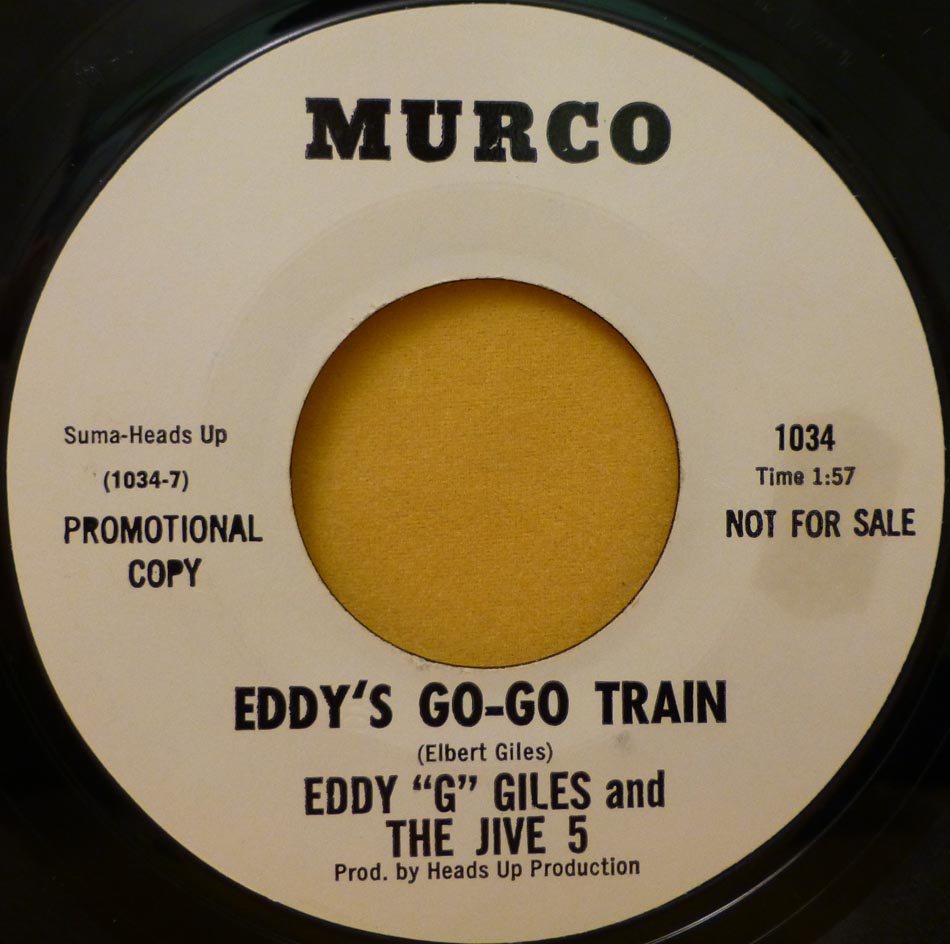 MURCO
Suma-Heads Up
(1034-7)
PROMOTIONAL
COPY
1034
Time 1:57
NOT FOR SALE
EDDY'S GO-GO TRAIN
(Elbert Giles)
EDDY "G" GILES and
THE JIVE 5
Prod. by Heads Up Production